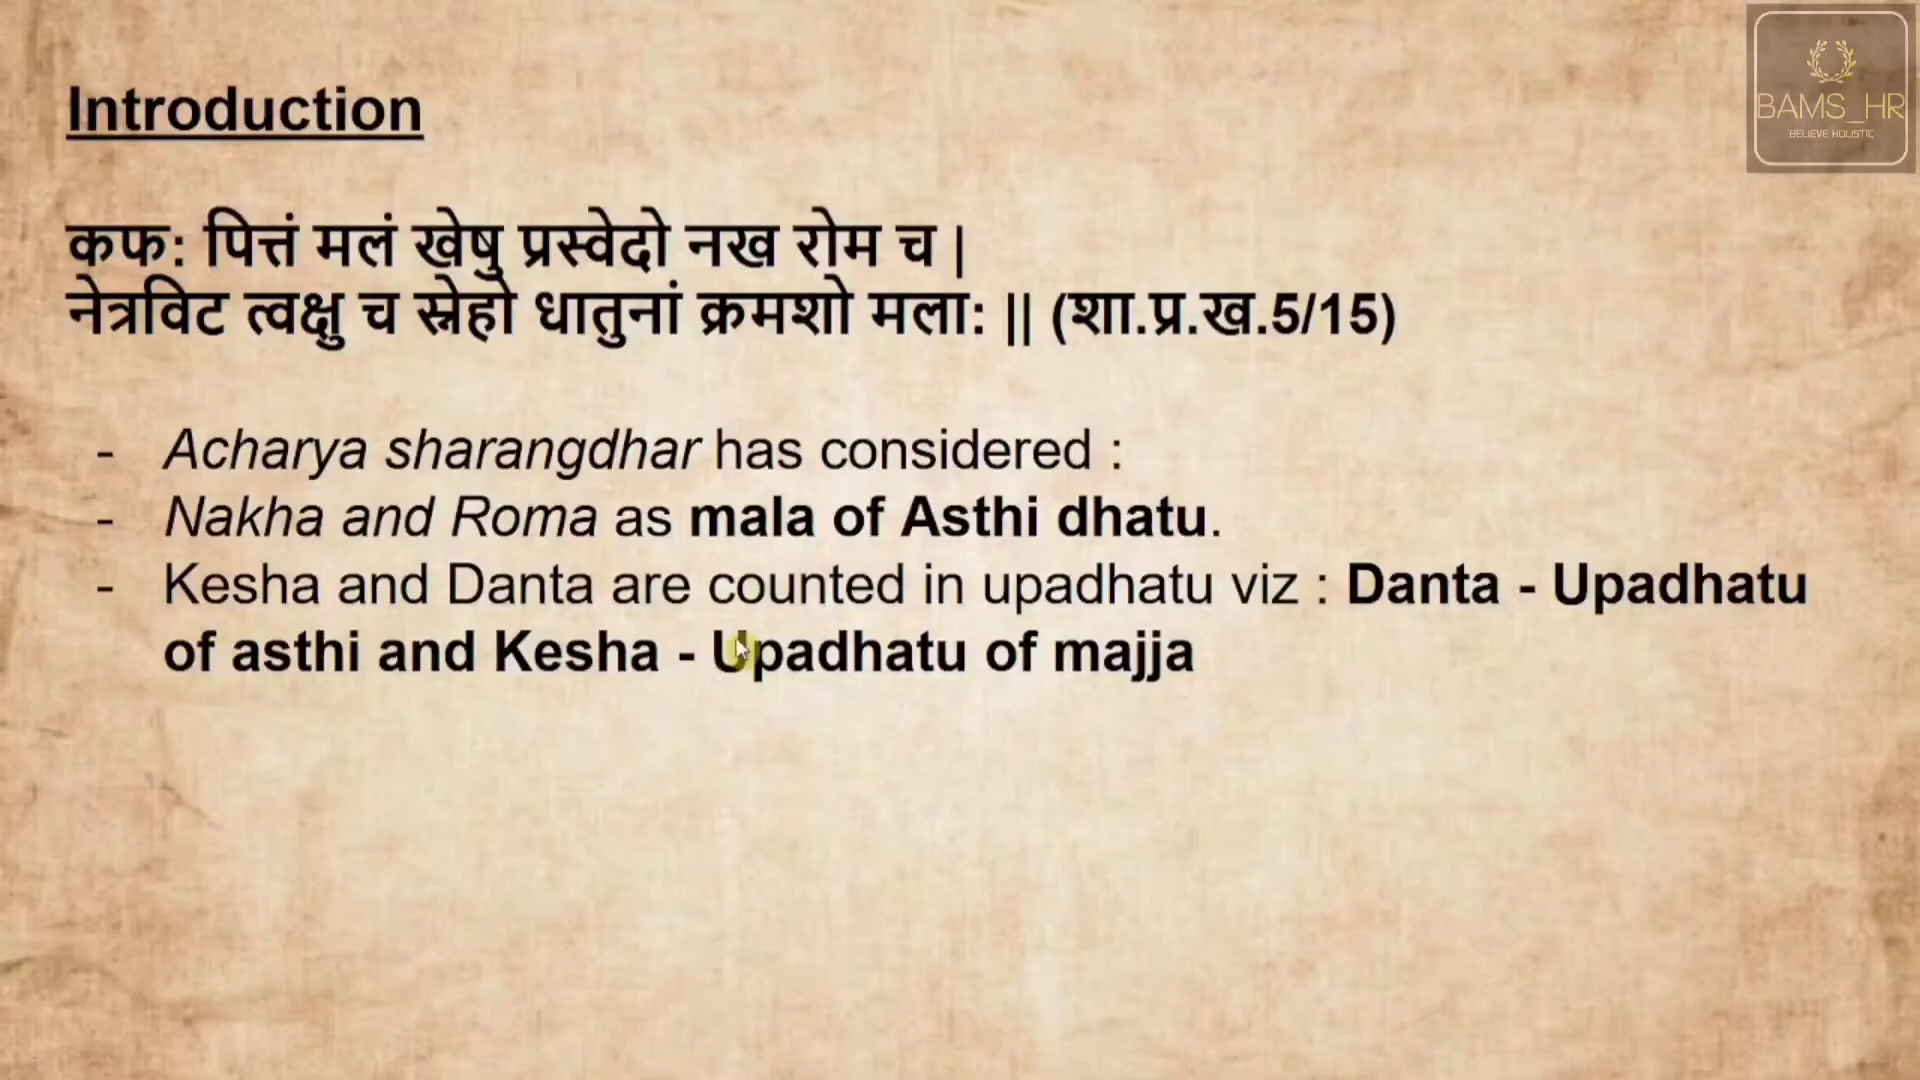 BAMS_HR
BELIEVE HOLISTIC
Introduction
कफ: पित्तं मलं खेषु प्रस्वेदो नख रोम च |
नेत्रविट त्वक्षु च स्नेहो धातुनां क्रमशो मला: || (शा.प्र.ख.5/15)
- Acharya sharangdhar has considered :
- Nakha and Roma as mala of Asthi dhatu.
- Kesha and Danta are counted in upadhatu viz : Danta - Upadhatu
of asthi and Kesha - Upadhatu of majja